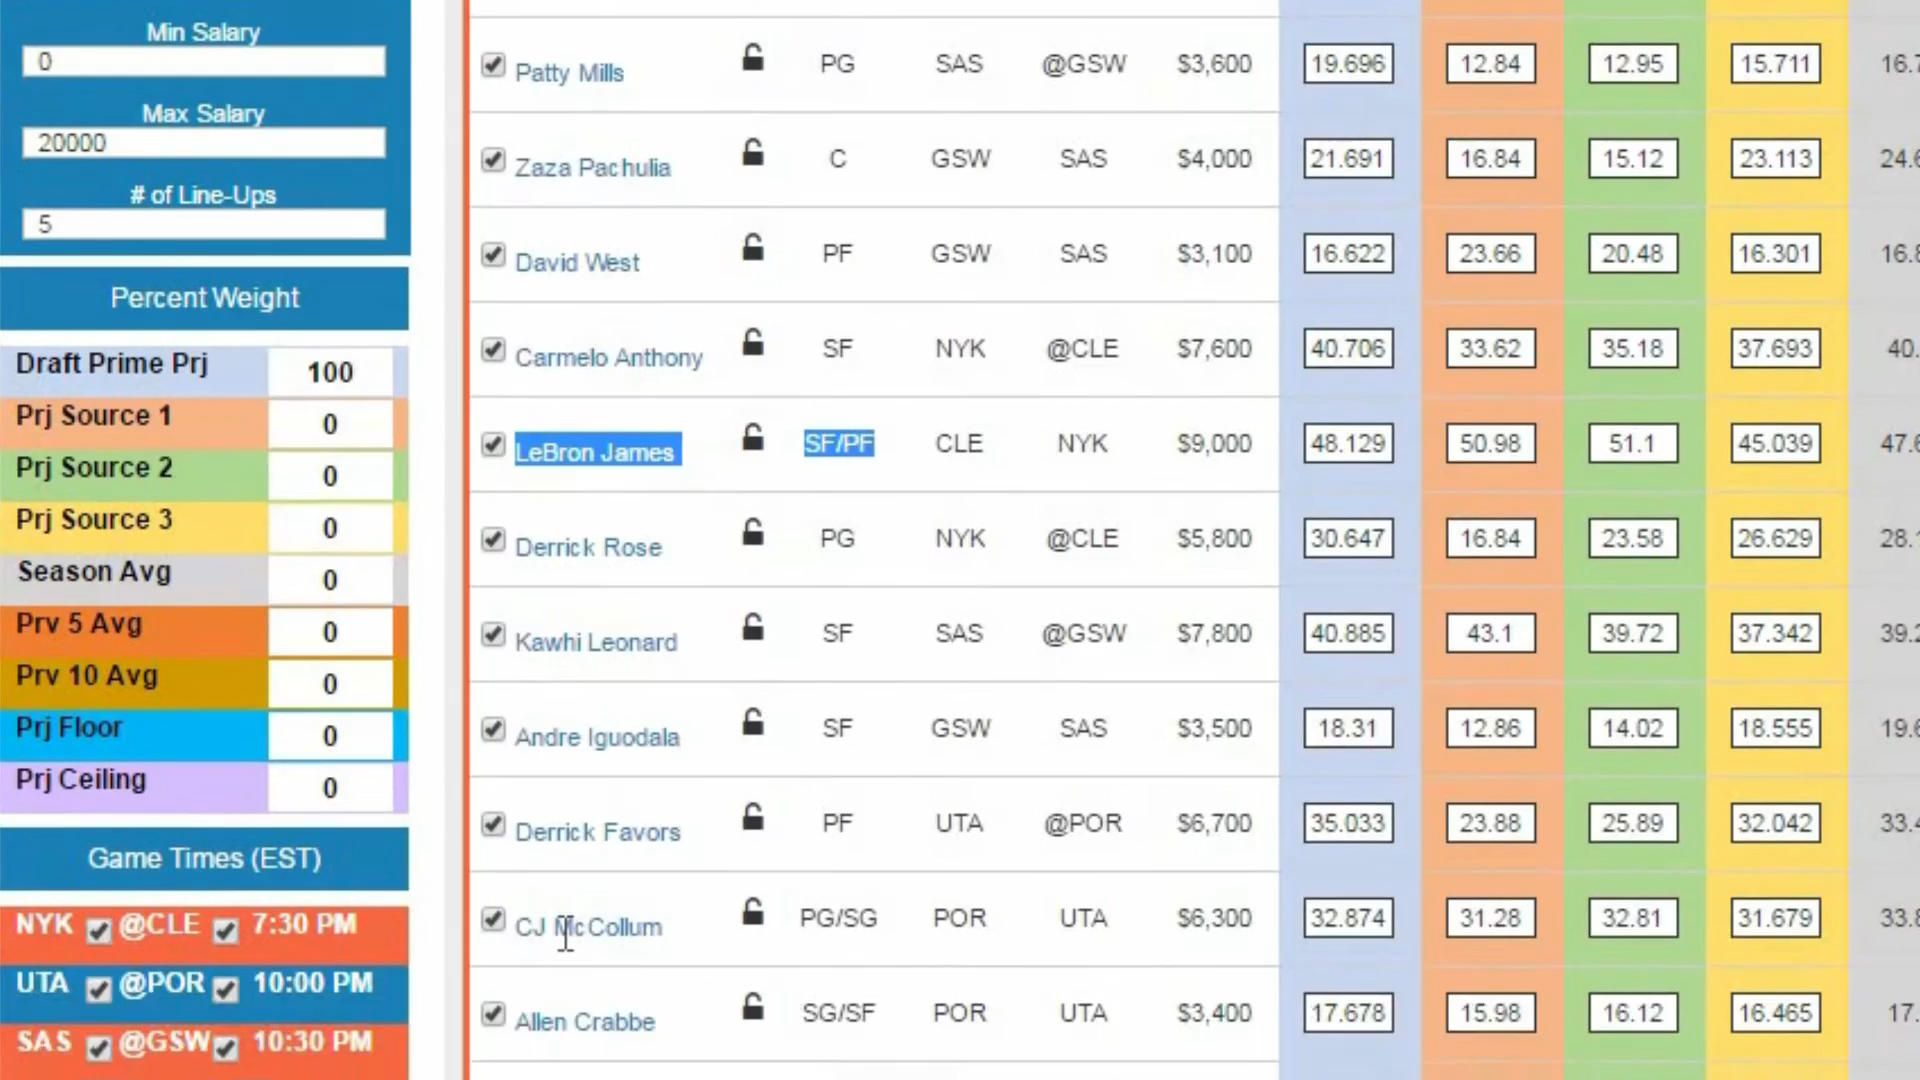 Min Salary
0
Max Salary
20000
# of Line-Ups
5
Percent Weight
Draft Prime Prj 100
Prj Source 1 0
Prj Source 2 0
Prj Source 3 0
Season Avg 0
Prv 5 Avg 0
Prv 10 Avg 0
Prj Floor 0
Prj Ceiling 0
Game Times (EST)
NYK @CLE 7:30 PM
UTA @POR 10:00 PM
SAS @GSW 10:30 PM
Patty Mills PG SAS @GSW $3,600 19.696 12.84 12.95 15.711
Zaza Pachulia C GSW SAS $4,000 21.691 16.84 15.12 23.113
David West PF GSW SAS $3,100 16.622 23.66 20.48 16.301
Carmelo Anthony SF NYK @CLE $7,600 40.706 33.62 35.18 37.693
LeBron James SF/PF CLE NYK $9,000 48.129 50.98 51.1 45.039
Derrick Rose PG NYK @CLE $5,800 30.647 16.84 23.58 26.629
Kawhi Leonard SF SAS @GSW $7,800 40.885 43.1 39.72 37.342
Andre Iguodala SF GSW SAS $3,500 18.31 12.86 14.02 18.555
Derrick Favors PF UTA @POR $6,700 35.033 23.88 25.89 32.042
CJ McCollum PG/SG POR UTA $6,300 32.874 31.28 32.81 31.679
Allen Crabbe SG/SF POR UTA $3,400 17.678 15.98 16.12 16.465